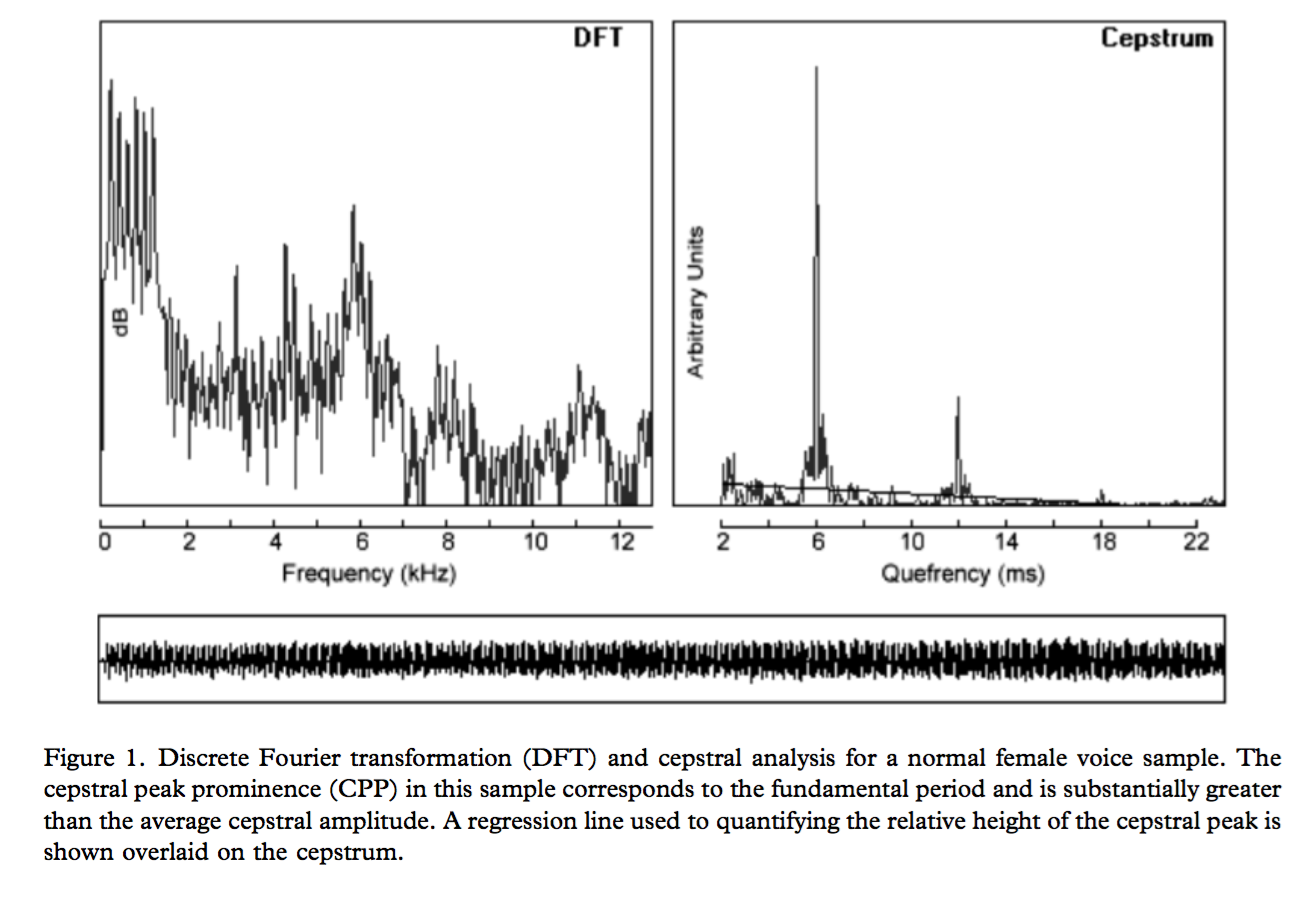 DFT
dB
0 2 4 6 8 10 12
Frequency (kHz)
Cepstrum
Arbitrary Units
2 6 10 14 18 22
Quefrency (ms)
Figure 1. Discrete Fourier transformation (DFT) and cepstral analysis for a normal female voice sample. The
cepstral peak prominence (CPP) in this sample corresponds to the fundamental period and is substantially greater
than the average cepstral amplitude. A regression line used to quantifying the relative height of the cepstral peak is
shown overlaid on the cepstrum.